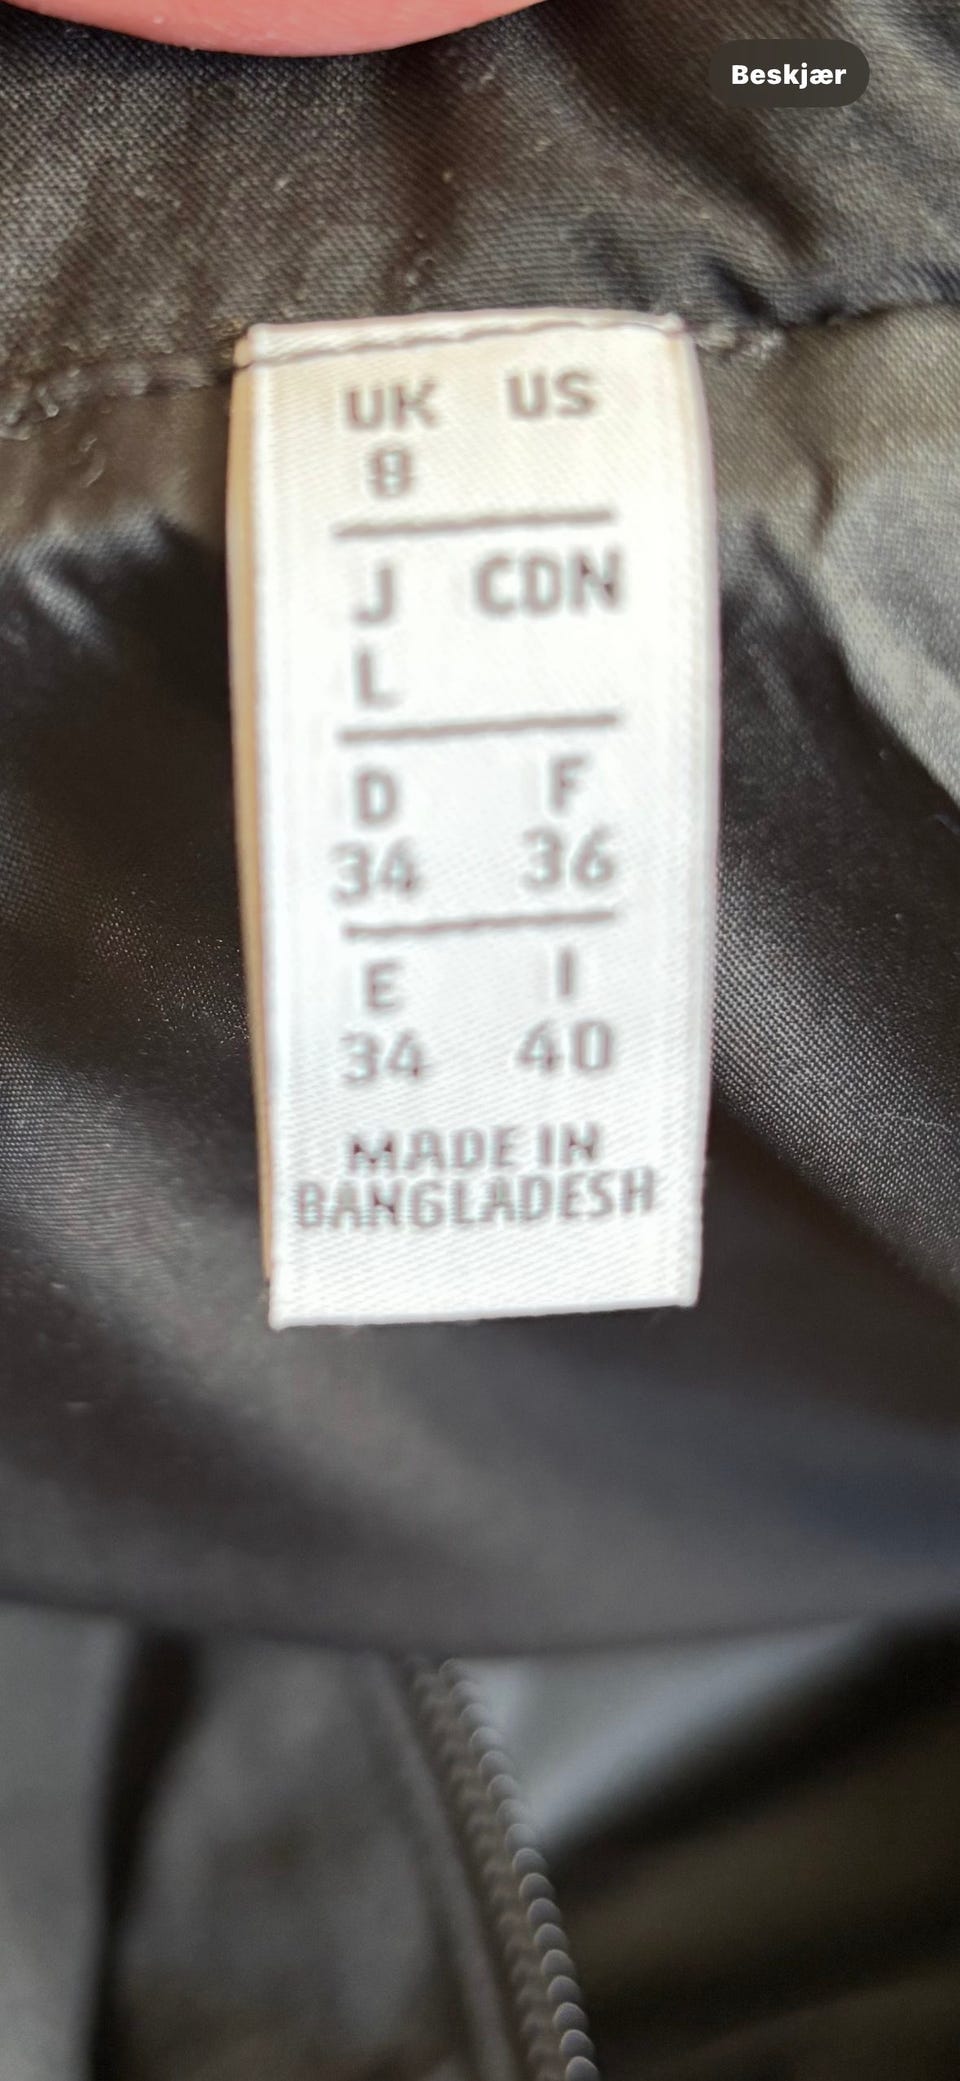 Beskjær
UK US
8
J CDN
L
D F
34 36
E I
34 40
MADE IN
BANGLADESH